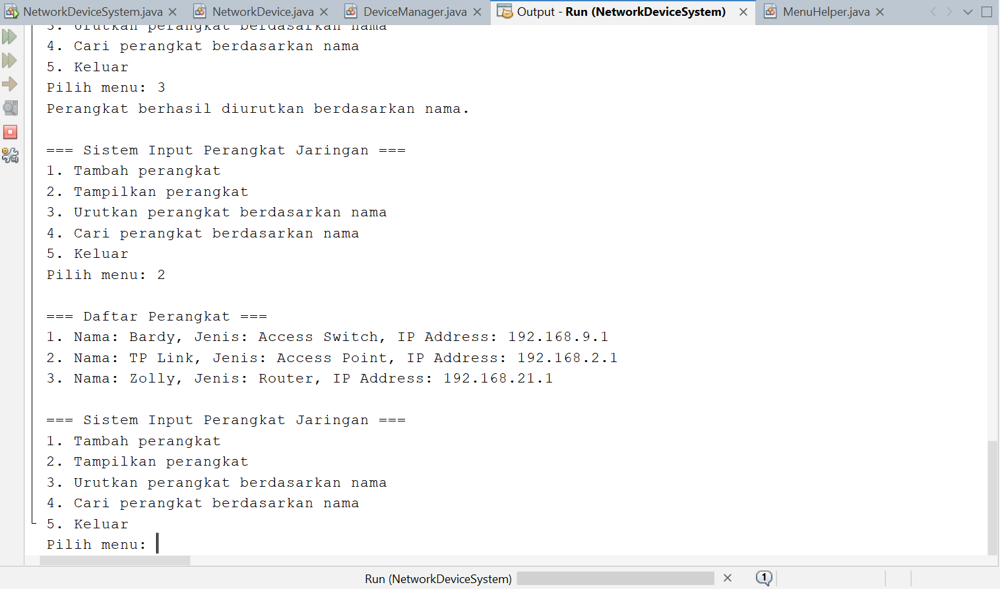 NetworkDeviceSystem.java
NetworkDevice.java
DeviceManager.java
Output - Run (NetworkDeviceSystem)
MenuHelper.java
3. Urutkan perangkat berdasarkan nama
4. Cari perangkat berdasarkan nama
5. Keluar
Pilih menu: 3
Perangkat berhasil diurutkan berdasarkan nama.
=== Sistem Input Perangkat Jaringan ===
1. Tambah perangkat
2. Tampilkan perangkat
3. Urutkan perangkat berdasarkan nama
4. Cari perangkat berdasarkan nama
5. Keluar
Pilih menu: 2
=== Daftar Perangkat ===
1. Nama: Bardy, Jenis: Access Switch, IP Address: 192.168.9.1
2. Nama: TP Link, Jenis: Access Point, IP Address: 192.168.2.1
3. Nama: Zolly, Jenis: Router, IP Address: 192.168.21.1
=== Sistem Input Perangkat Jaringan ===
1. Tambah perangkat
2. Tampilkan perangkat
3. Urutkan perangkat berdasarkan nama
4. Cari perangkat berdasarkan nama
5. Keluar
Pilih menu:
Run (NetworkDeviceSystem)
1